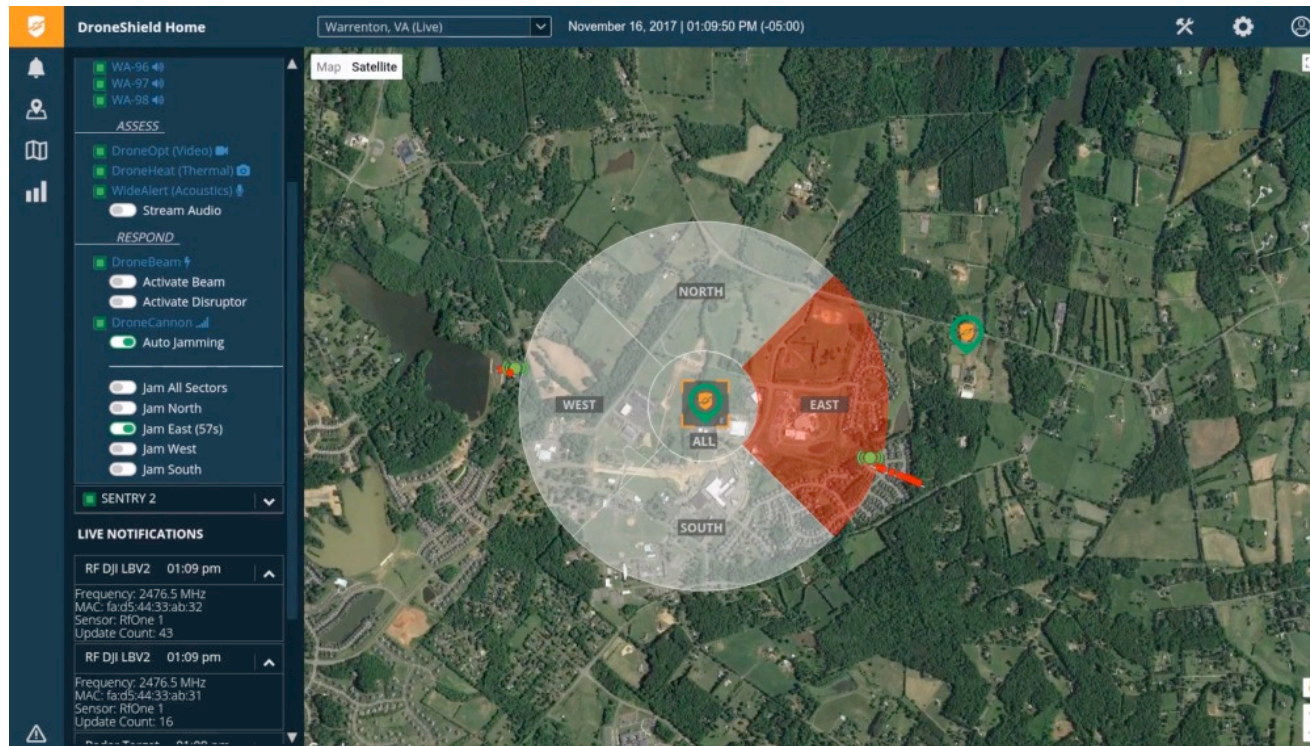 DroneShield Home
Warrenton, VA (Live)
November 16, 2017 | 01:09:50 PM (-05:00)
WA-96
WA-97
WA-98
ASSESS
DroneOpt (Video)
DroneHeat (Thermal)
WideAlert (Acoustics)
Stream Audio
RESPOND
DroneBeam
Activate Beam
Activate Disruptor
DroneCannon
Auto Jamming
Jam All Sectors
Jam North
Jam East (57s)
Jam West
Jam South
SENTRY 2
LIVE NOTIFICATIONS
RF DJI LBV2 01:09 pm
Frequency: 2476.5 MHz
MAC: fa:d5:44:33:ab:32
Sensor: RfOne 1
Update Count: 43
RF DJI LBV2 01:09 pm
Frequency: 2476.5 MHz
MAC: fa:d5:44:33:ab:31
Sensor: RfOne 1
Update Count: 16
Map Satellite
NORTH
WEST
EAST
ALL
SOUTH